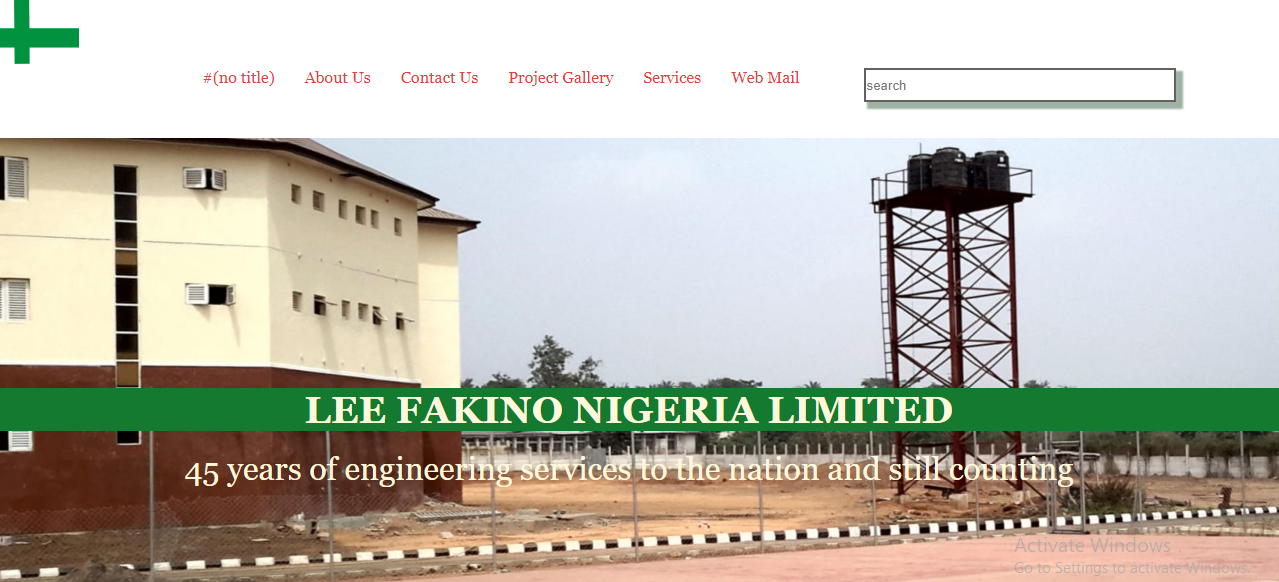 #(no title) About Us Contact Us Project Gallery Services Web Mail search
LEE FAKINO NIGERIA LIMITED
45 years of engineering services to the nation and still counting
Activate Windows
Go to Settings to activate Windows.